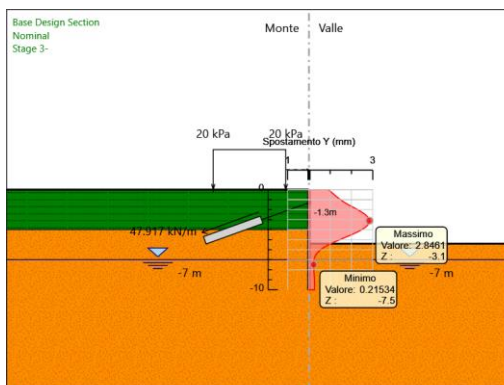 Base Design Section
Nominal
Stage 3-
Monte
Valle
20 kPa
20 kPa
Spostamento Y (mm)
1
3
0
-1.3m
47.917 kN/m
Massimo
Valore: 2.8461
Z : -3.1
-7 m
-7 m
Minimo
Valore: 0.21534
Z : -7.5
-10